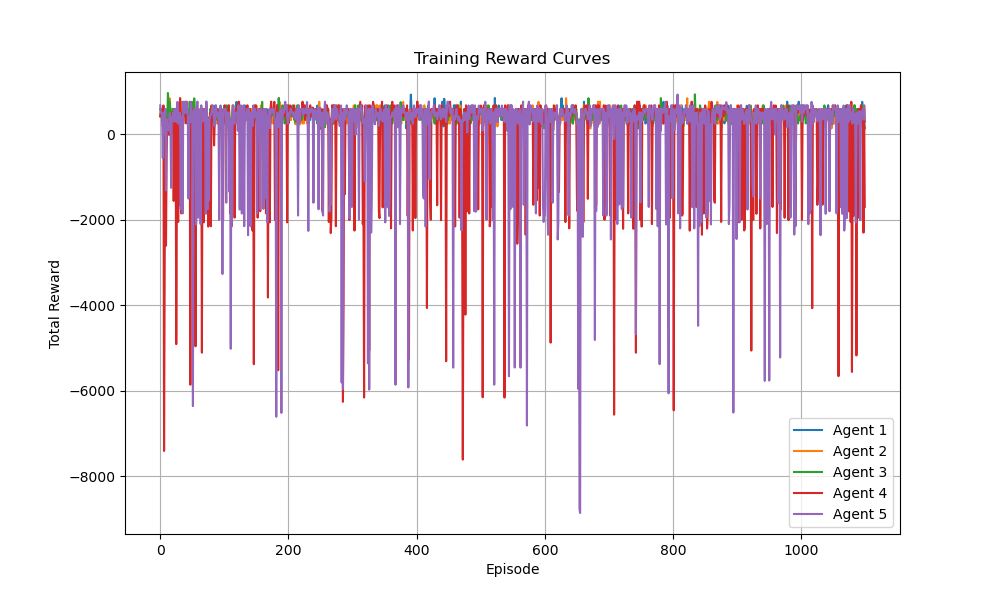 Training Reward Curves
Total Reward
0
−2000
−4000
−6000
−8000
0
200
400
600
800
1000
Episode
Agent 1
Agent 2
Agent 3
Agent 4
Agent 5